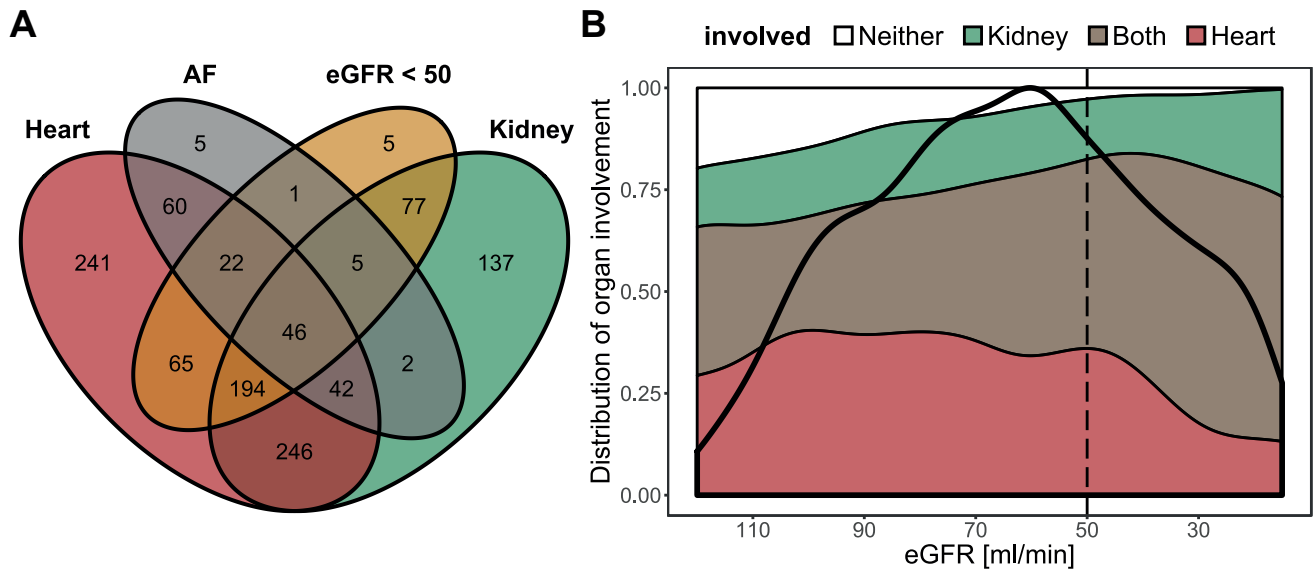 A
AF
eGFR < 50
Heart
Kidney
5
5
60
1
77
241
22
5
137
46
65
2
194
42
246
B
involved Neither Kidney Both Heart
Distribution of organ involvement
1.00
0.75
0.50
0.25
0.00
110 90 70 50 30
eGFR [ml/min]